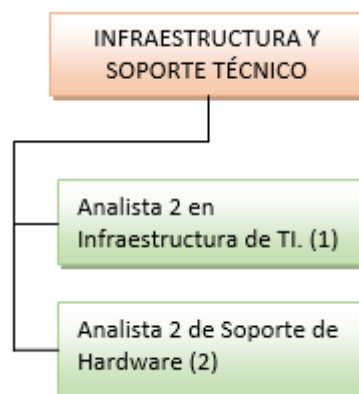 INFRAESTRUCTURA Y
SOPORTE TÉCNICO
Analista 2 en
Infraestructura de TI. (1)
Analista 2 de Soporte de
Hardware (2)